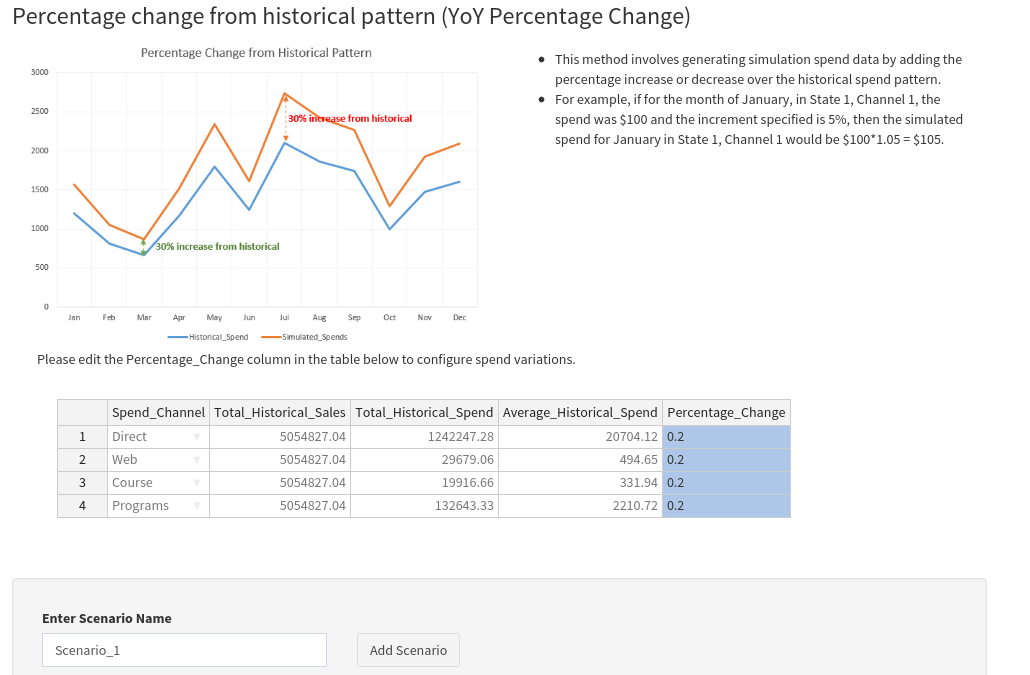 Percentage change from historical pattern (YoY Percentage Change)
Percentage Change from Historical Pattern
3000
2500
2000
1500
1000
500
0
30% increase from historical
30% increase from historical
Jan Feb Mar Apr May Jun Jul Aug Sep Oct Nov Dec
Historical_Spend Simulated_Spends
• This method involves generating simulation spend data by adding the
percentage increase or decrease over the historical spend pattern.
• For example, if for the month of January, in State 1, Channel 1, the
spend was $100 and the increment specified is 5%, then the simulated
spend for January in State 1, Channel 1 would be $100*1.05 = $105.
Please edit the Percentage_Change column in the table below to configure spend variations.
Spend_Channel Total_Historical_Sales Total_Historical_Spend Average_Historical_Spend Percentage_Change
1 Direct 5054827.04 1242247.28 20704.12 0.2
2 Web 5054827.04 29679.06 494.65 0.2
3 Course 5054827.04 19916.66 331.94 0.2
4 Programs 5054827.04 132643.33 2210.72 0.2
Enter Scenario Name
Scenario_1 Add Scenario